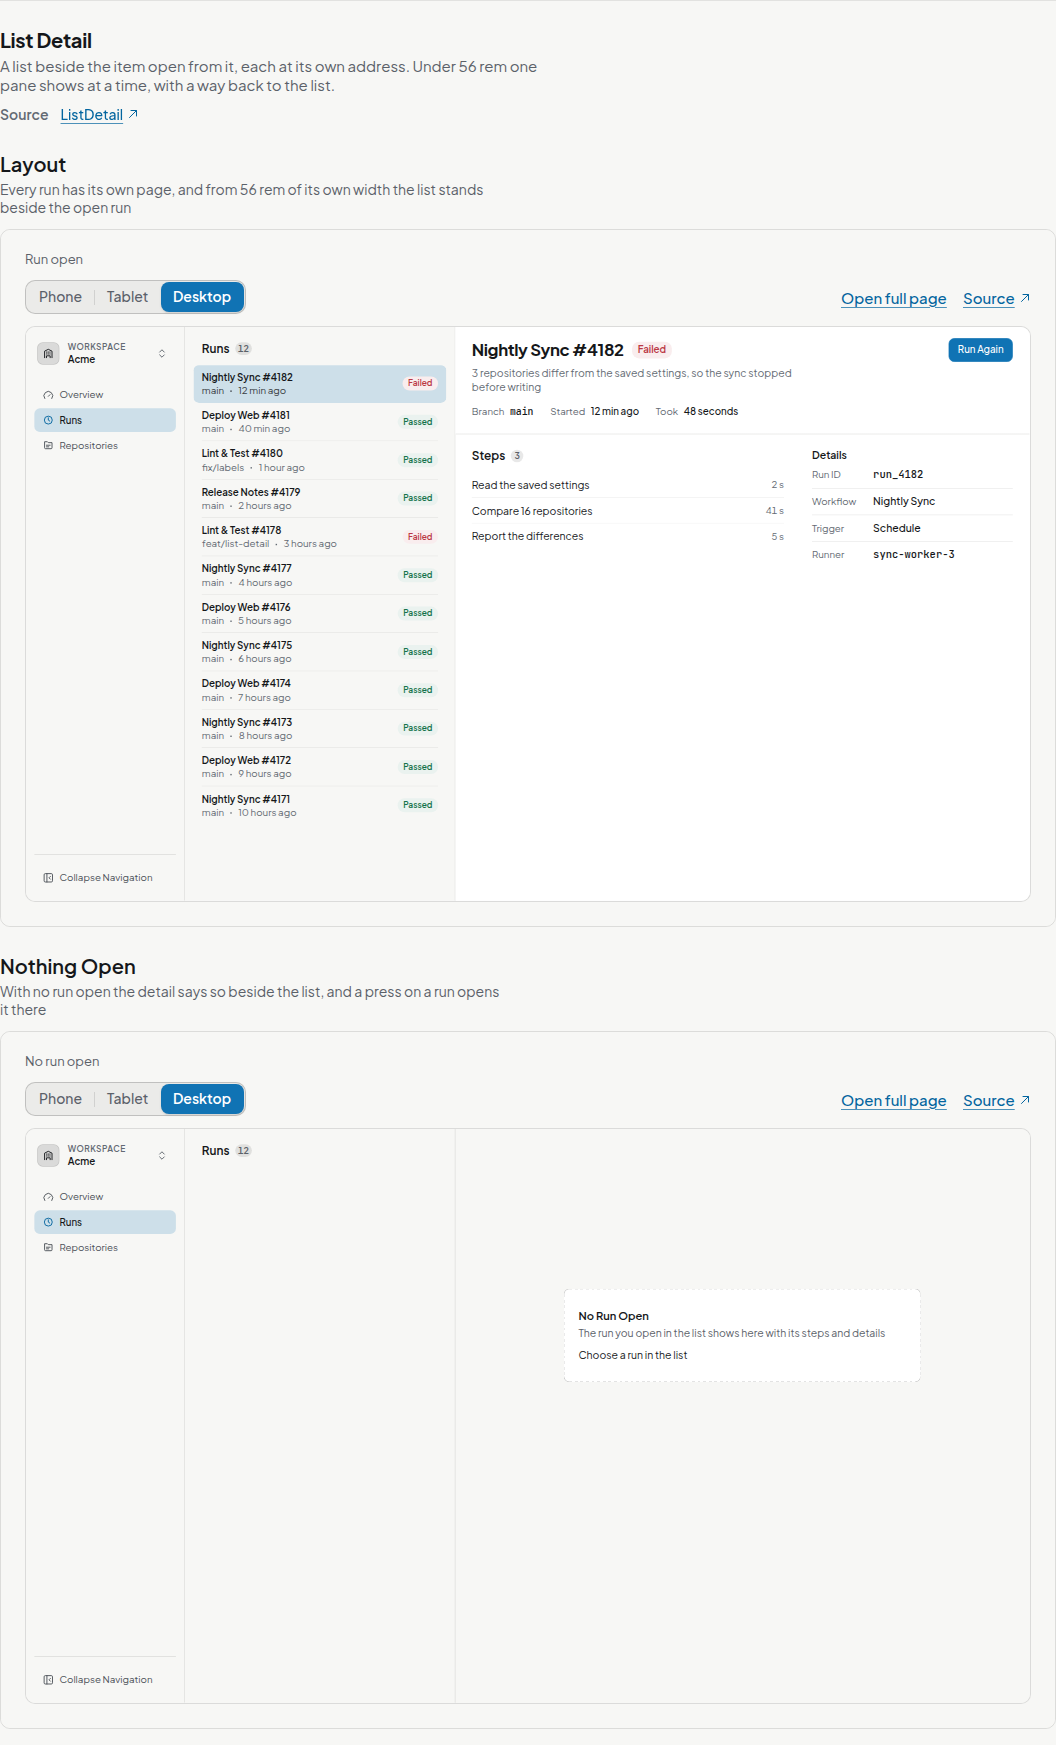 List Detail
A list beside the item open from it, each at its own address. Under 56 rem one
pane shows at a time, with a way back to the list.
Source ListDetail
Layout
Every run has its own page, and from 56 rem of its own width the list stands
beside the open run
Run open
Phone Tablet Desktop
Open full page Source
WORKSPACE
Acme
Overview
Runs
Repositories
Collapse Navigation
Runs 12
Nightly Sync #4182 Failed
main · 12 min ago
Deploy Web #4181 Passed
main · 40 min ago
Lint & Test #4180 Passed
fix/labels · 1 hour ago
Release Notes #4179 Passed
main · 2 hours ago
Lint & Test #4178 Failed
feat/list-detail · 3 hours ago
Nightly Sync #4177 Passed
main · 4 hours ago
Deploy Web #4176 Passed
main · 5 hours ago
Nightly Sync #4175 Passed
main · 6 hours ago
Deploy Web #4174 Passed
main · 7 hours ago
Nightly Sync #4173 Passed
main · 8 hours ago
Deploy Web #4172 Passed
main · 9 hours ago
Nightly Sync #4171 Passed
main · 10 hours ago
Nightly Sync #4182 Failed
Run Again
3 repositories differ from the saved settings, so the sync stopped
before writing
Branch main Started 12 min ago Took 48 seconds
Steps 3
Read the saved settings 2 s
Compare 16 repositories 41 s
Report the differences 5 s
Details
Run ID run_4182
Workflow Nightly Sync
Trigger Schedule
Runner sync-worker-3
Nothing Open
With no run open the detail says so beside the list, and a press on a run opens
it there
No run open
Phone Tablet Desktop
Open full page Source
WORKSPACE
Acme
Overview
Runs
Repositories
Collapse Navigation
Runs 12
No Run Open
The run you open in the list shows here with its steps and details
Choose a run in the list